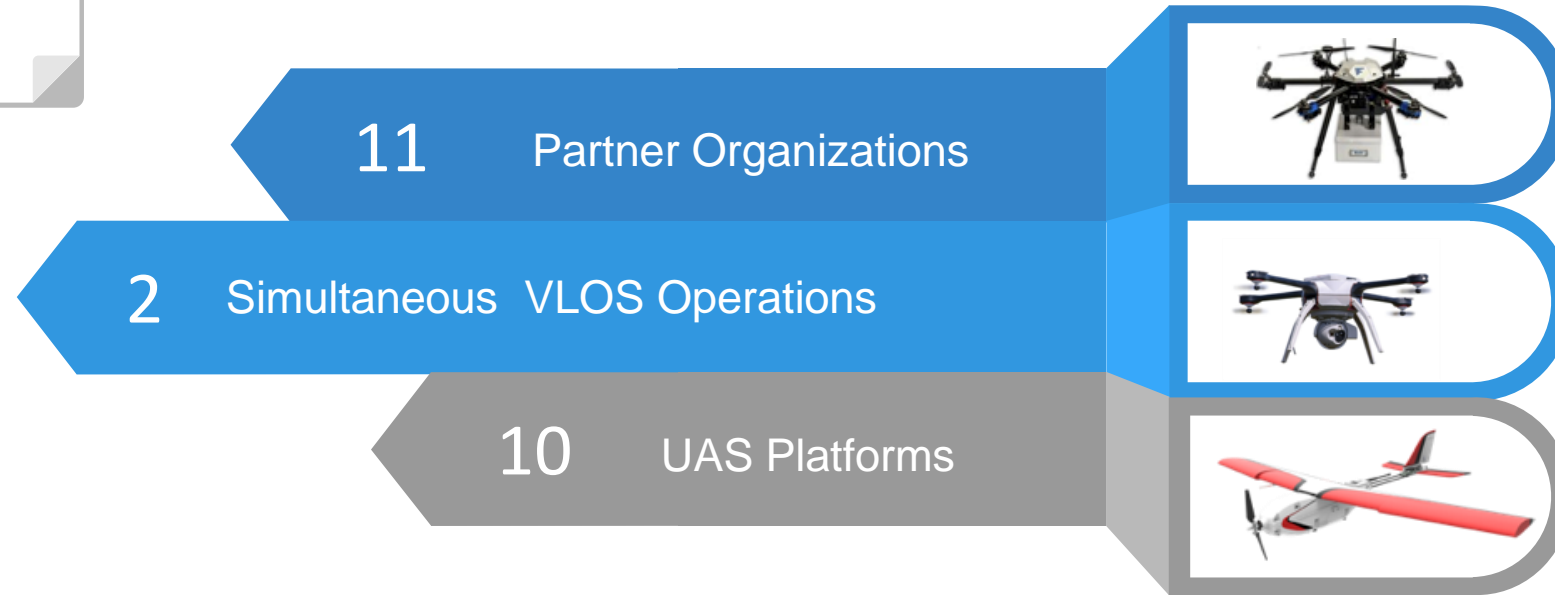 11 Partner Organizations
2 Simultaneous VLOS Operations
10 UAS Platforms